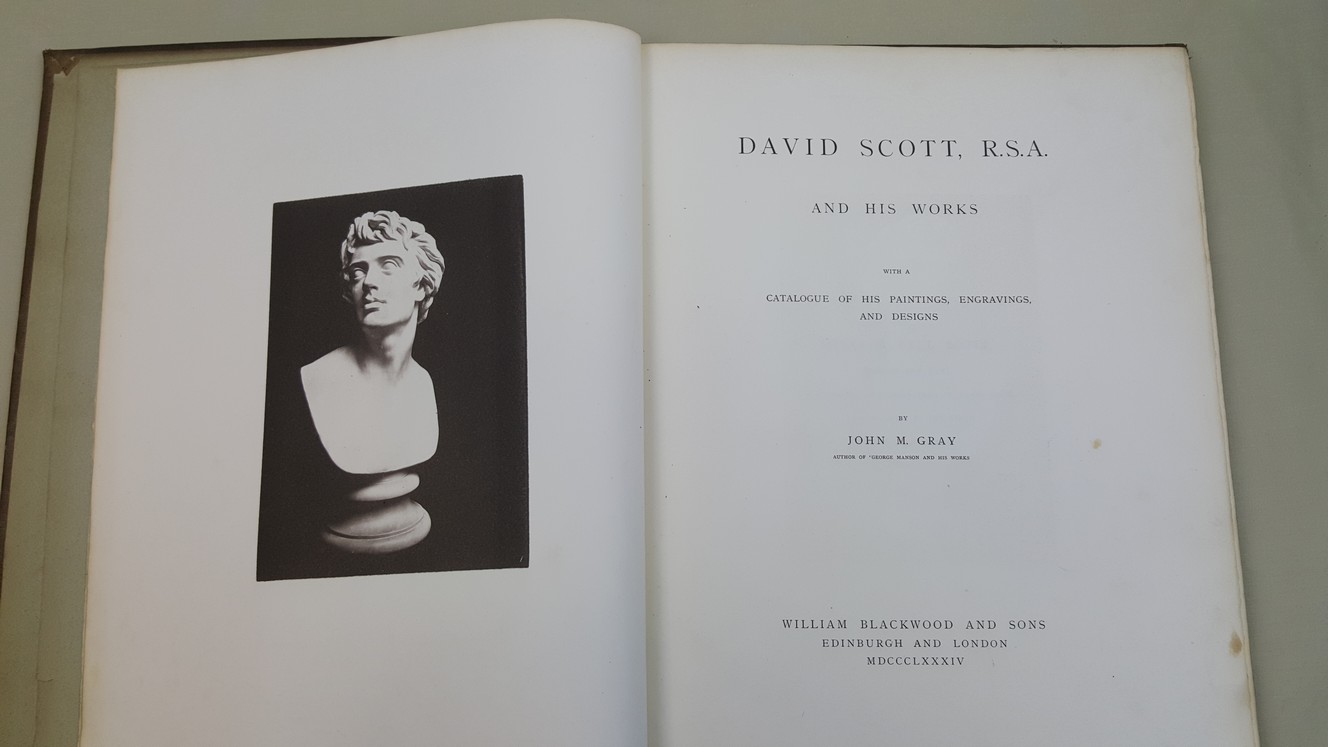 DAVID SCOTT, R.S.A.
AND HIS WORKS
WITH A
CATALOGUE OF HIS PAINTINGS, ENGRAVINGS,
AND DESIGNS
BY
JOHN M. GRAY
AUTHOR OF "GEORGE MANSON AND HIS WORKS
WILLIAM BLACKWOOD AND SONS
EDINBURGH AND LONDON
MDCCCLXXXIV